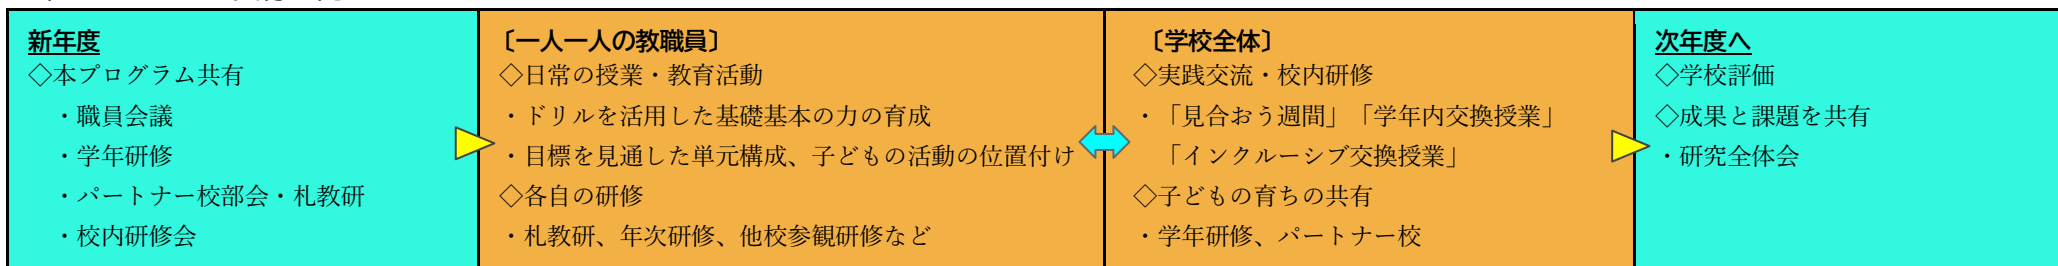 新年度
◇本プログラム共有
・職員会議
・学年研修
・パートナー校部会・札教研
・校内研修会
〔一人一人の教職員〕
◇日常の授業・教育活動
・ドリルを活用した基礎基本の力の育成
・目標を見通した単元構成、子どもの活動の位置付け
◇各自の研修
・札教研、年次研修、他校参観研修など
〔学校全体〕
◇実践交流・校内研修
・「見合おう週間」「学年内交換授業」
「インクルーシブ交換授業」
◇子どもの育ちの共有
・学年研修、パートナー校
次年度へ
◇学校評価
◇成果と課題を共有
・研究全体会